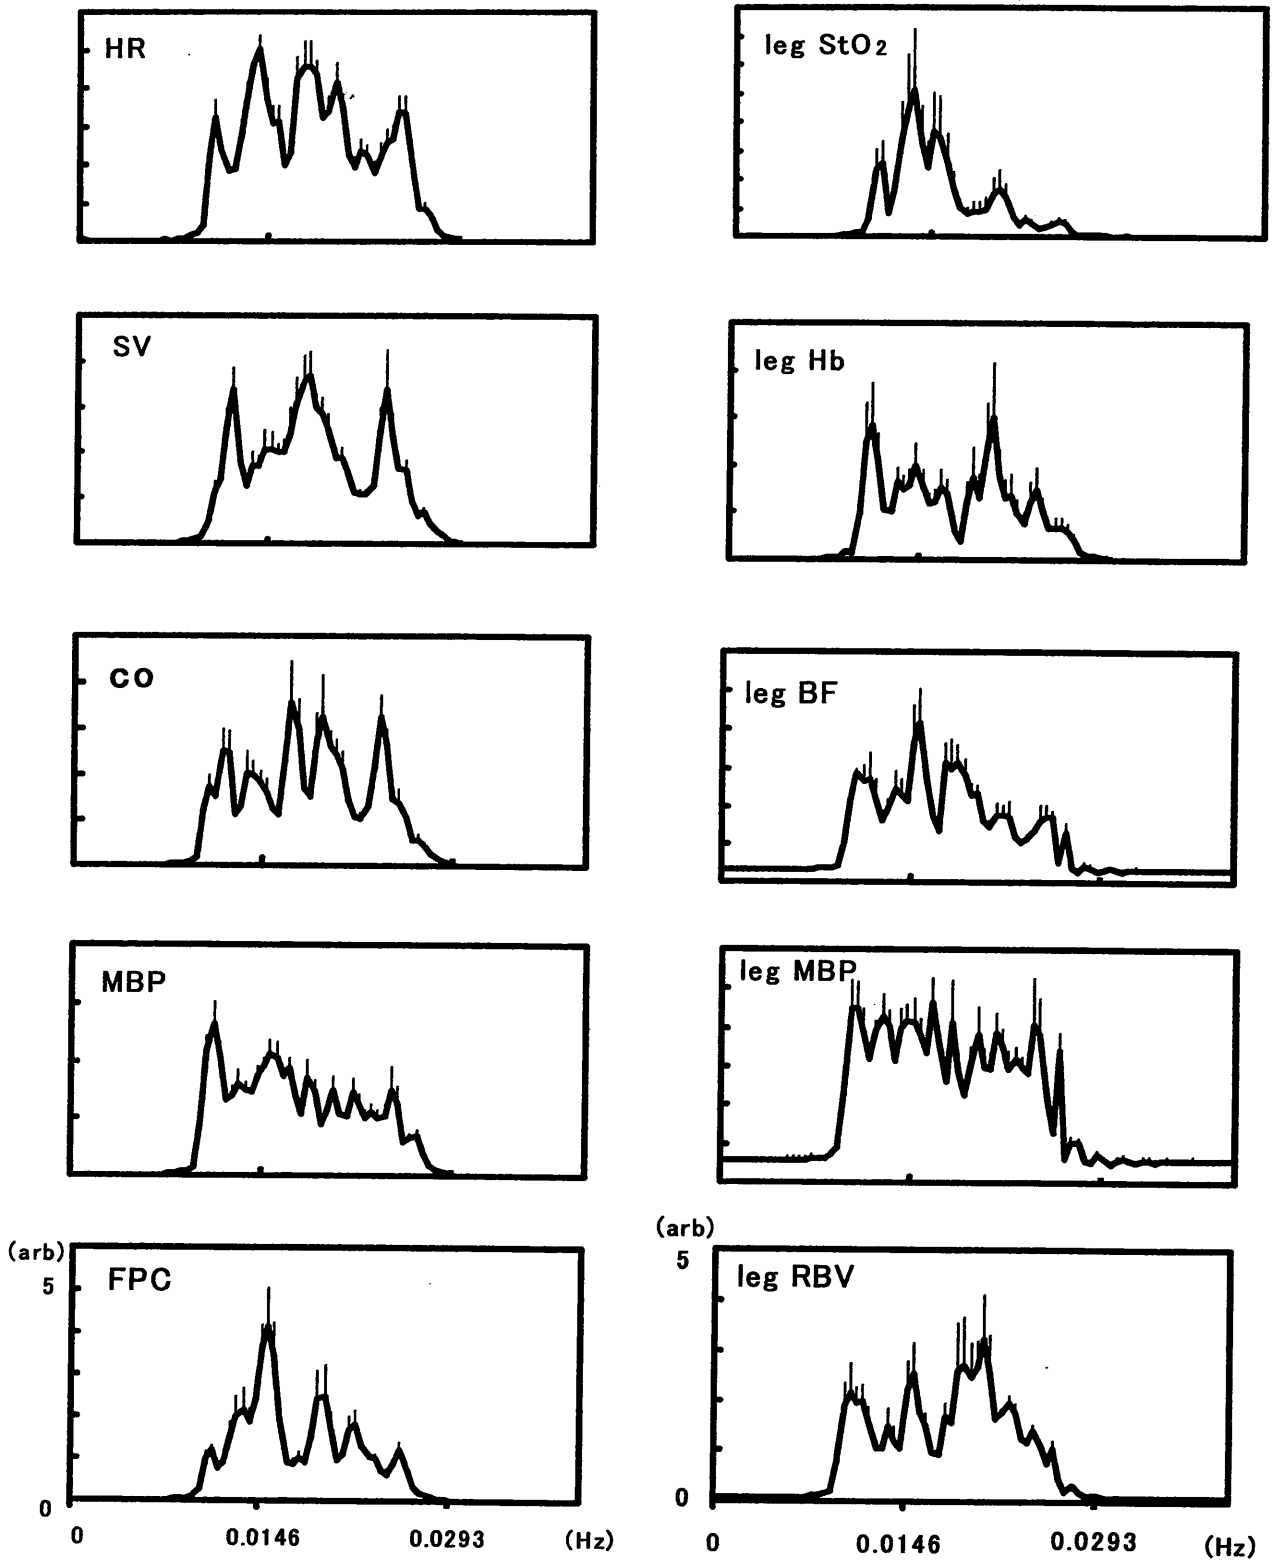 HR
leg StO₂
SV
leg Hb
CO
leg BF
MBP
leg MBP
(arb)
5
FPC
0
0 0.0146 0.0293 (Hz)
(arb)
5
leg RBV
0
0 0.0146 0.0293 (Hz)